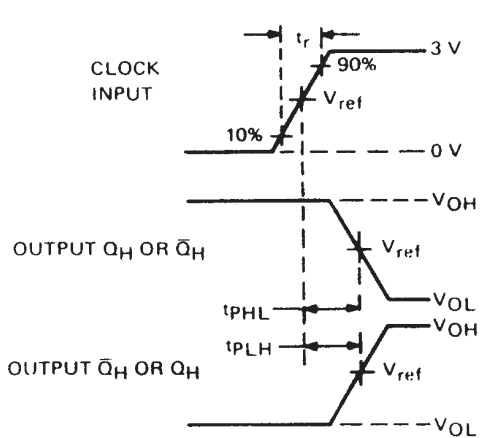 tr
3 V
CLOCK
INPUT
90%
Vref
10%
0 V
VOH
OUTPUT QH OR Q̅H
Vref
VOL
tPHL
VOH
tPLH
OUTPUT Q̅H OR QH
Vref
VOL